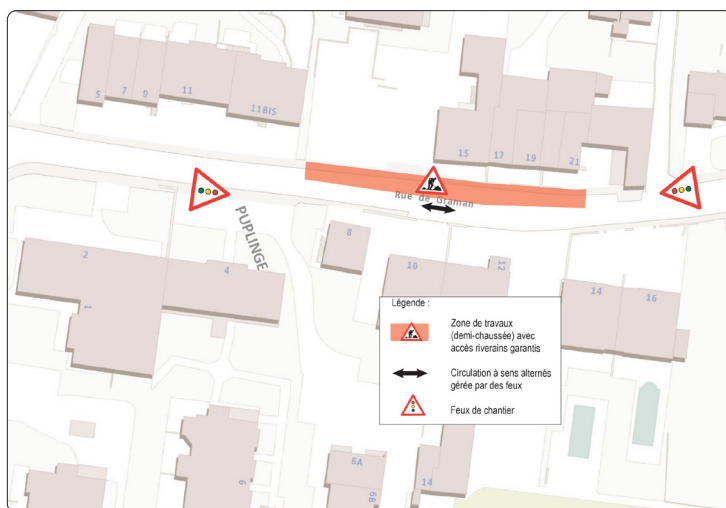 5
7
9
11
11BIS
15
17
19
21
Rue de Graman
PUPLINGE
2
4
1
8
10
12
14
16
Légende :
Zone de travaux
(demi-chaussée) avec
accès riverains garantis
Circulation à sens alternés
gérée par des feux
Feux de chantier
6
6A
6B
14